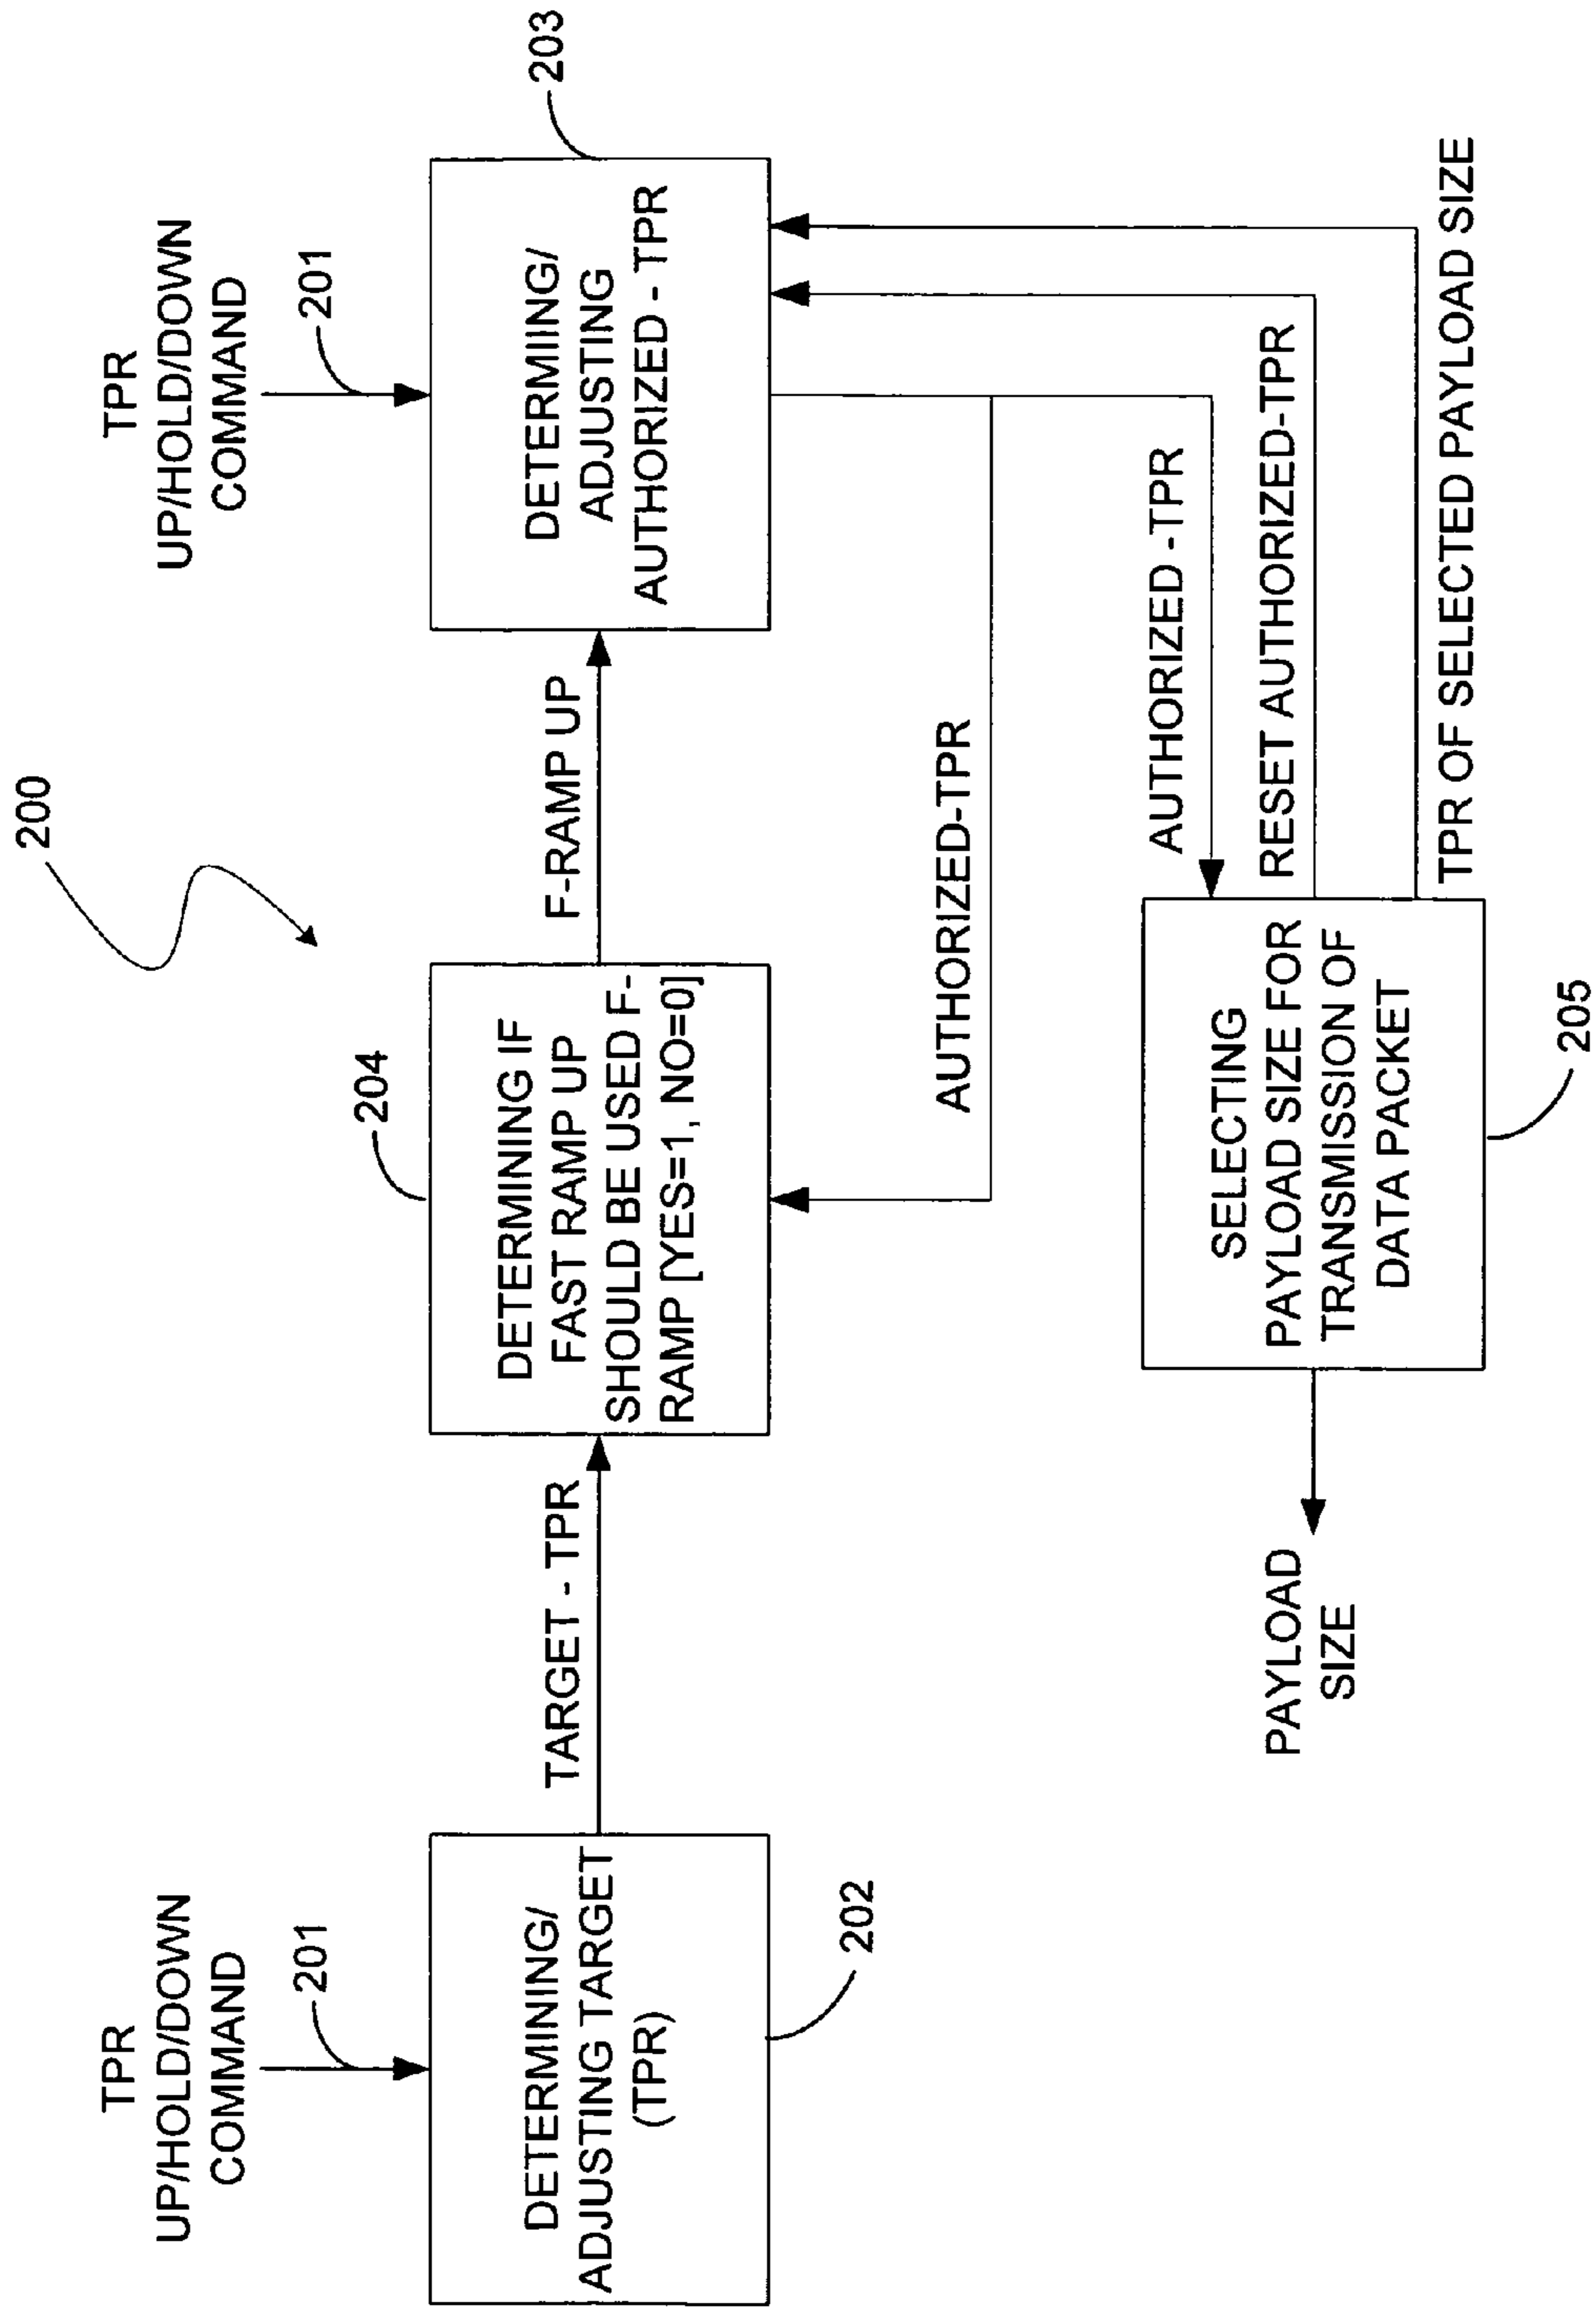 200
TPR
UP/HOLD/DOWN
COMMAND
201
DETERMINING/
ADJUSTING TARGET
(TPR)
202
TARGET - TPR
204
DETERMINING IF
FAST RAMP UP
SHOULD BE USED F-
RAMP [YES=1, NO=0]
F-RAMP UP
TPR
UP/HOLD/DOWN
COMMAND
201
203
DETERMIING/
ADJUSTING
AUTHORIZED - TPR
AUTHORIZED-TPR
AUTHORIZED -TPR
RESET AUTHORIZED-TPR
TPR OF SELECTED PAYLOAD SIZE
PAYLOAD
SIZE
SELECTING
PAYLOAD SIZE FOR
TRANSMISSION OF
DATA PACKET
205